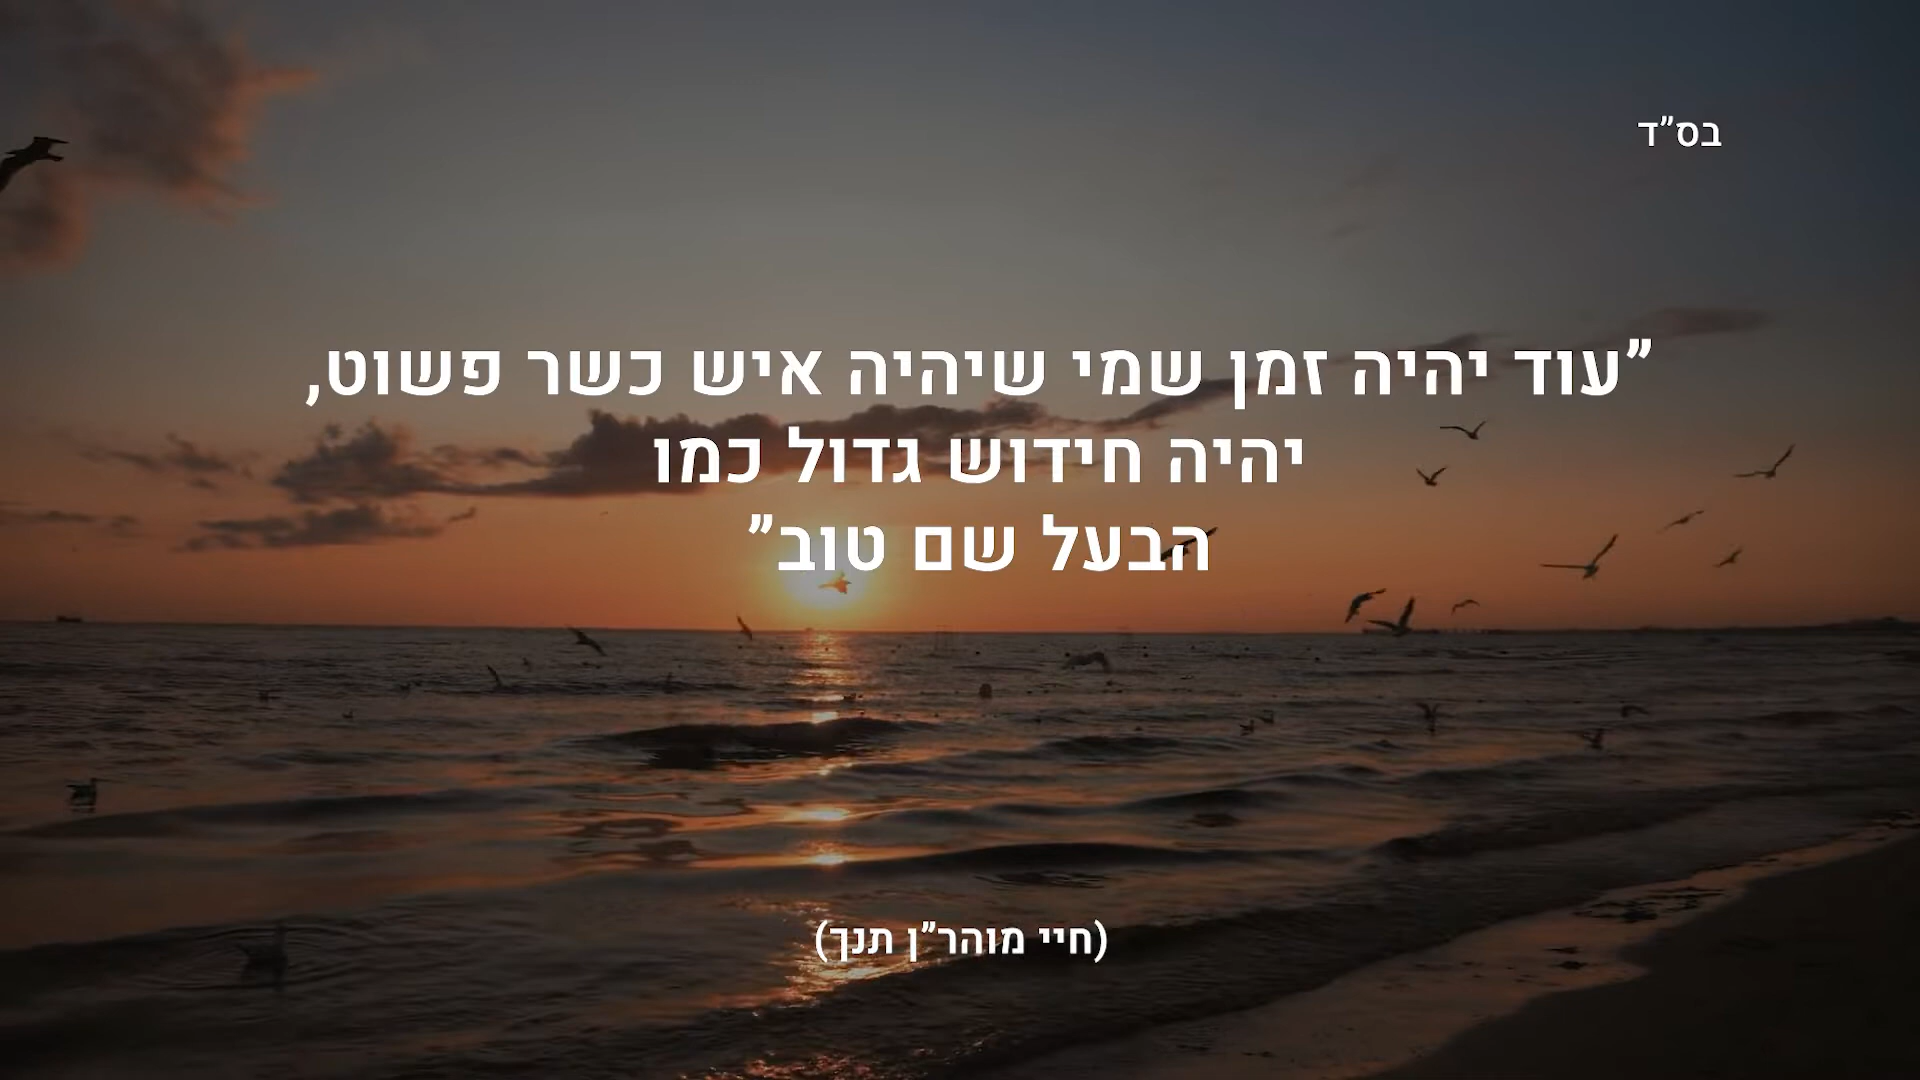 בס"ד
"עוד יהיה זמן שמי שיהיה איש כשר פשוט,
יהיה חידוש גדול כמו
הבעל שם טוב"
(חיי מוהר"ן תנך)